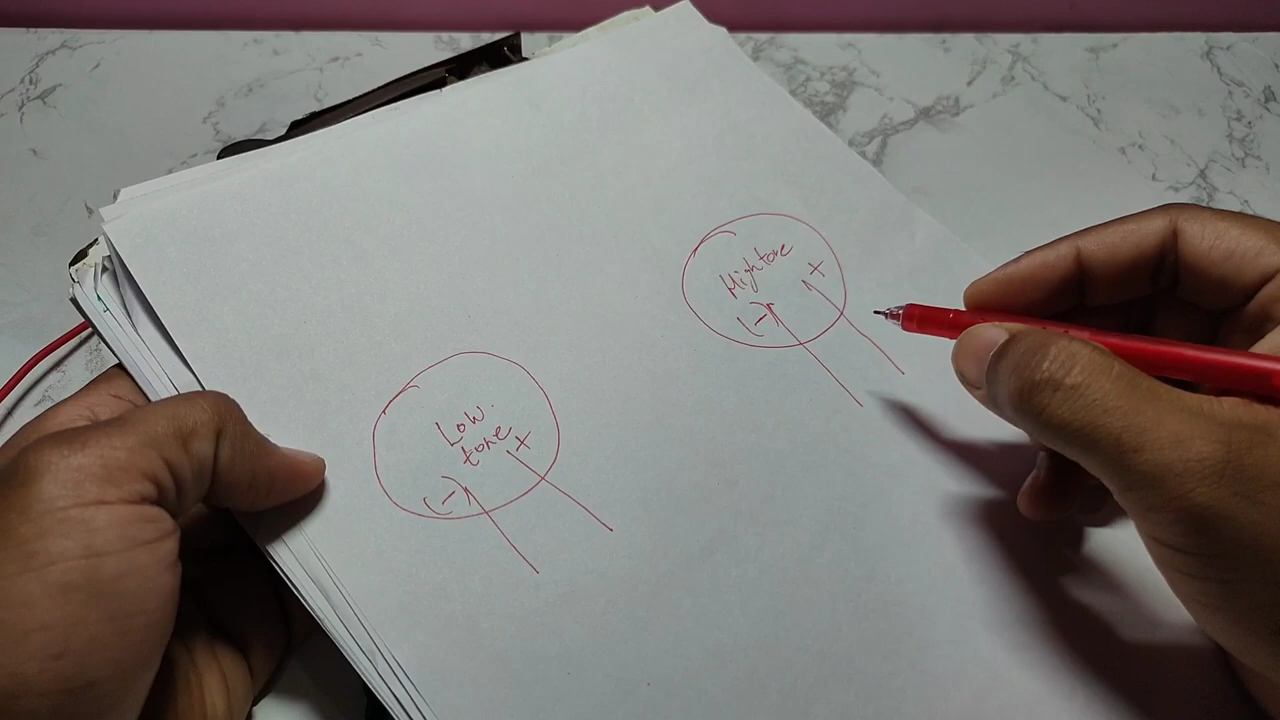 Low.
tone
+
(-)
Hightone
+
(-)